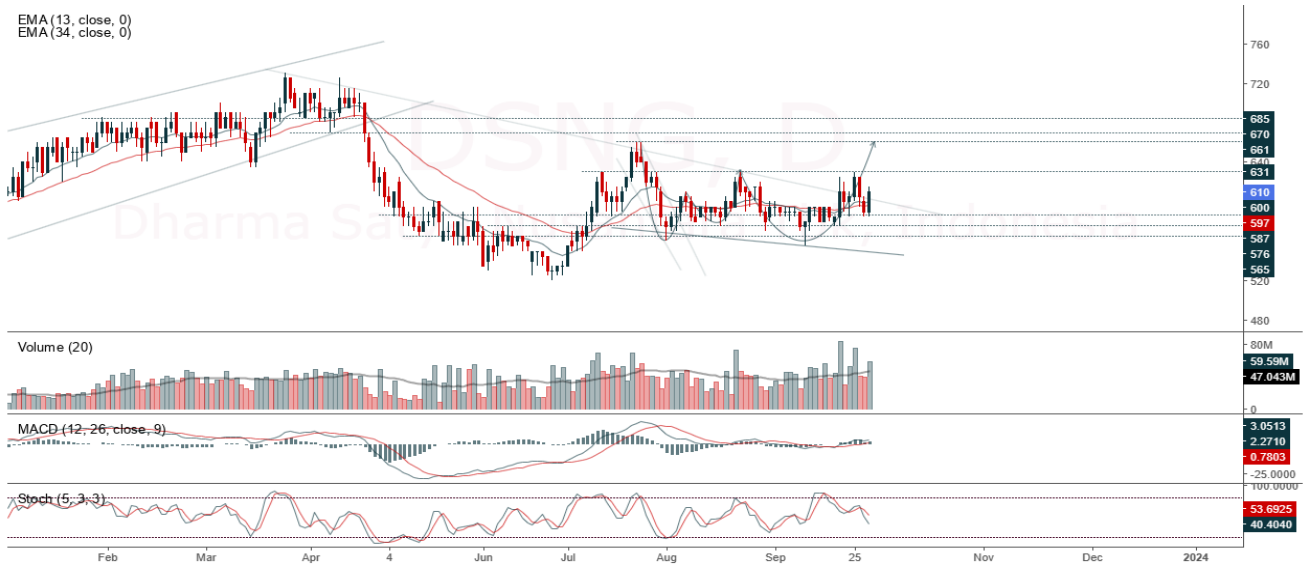 EMA (13, close, 0)
EMA (34, close, 0)
DSNG, D
Dharma Sa
760
720
685
670
661
640
631
610
600
597
587
576
565
520
480
Volume (20)
80M
59.59M
47.043M
0
MACD (12, 26, close, 9)
3.0513
2.2710
0.7803
-25.0000
Stoch (5, 3, 3)
100.0000
53.6925
40.4040
Feb Mar Apr 4 Jun Jul Aug Sep 25 Nov Dec 2024